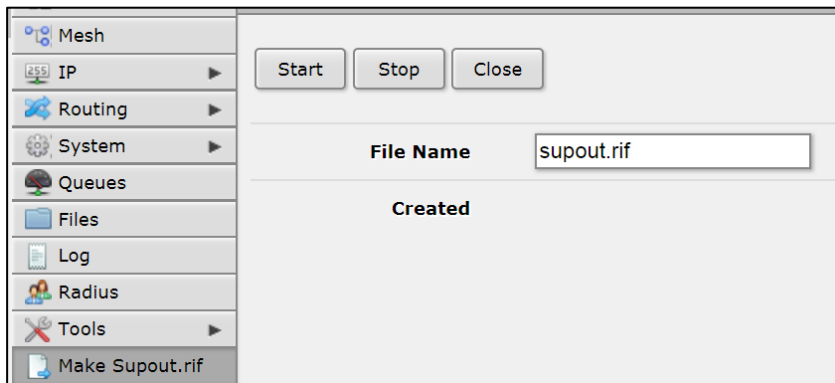 Mesh
255 IP
Routing
System
Queues
Files
Log
Radius
Tools
Make Supout.rif
Start Stop Close
File Name supout.rif
Created